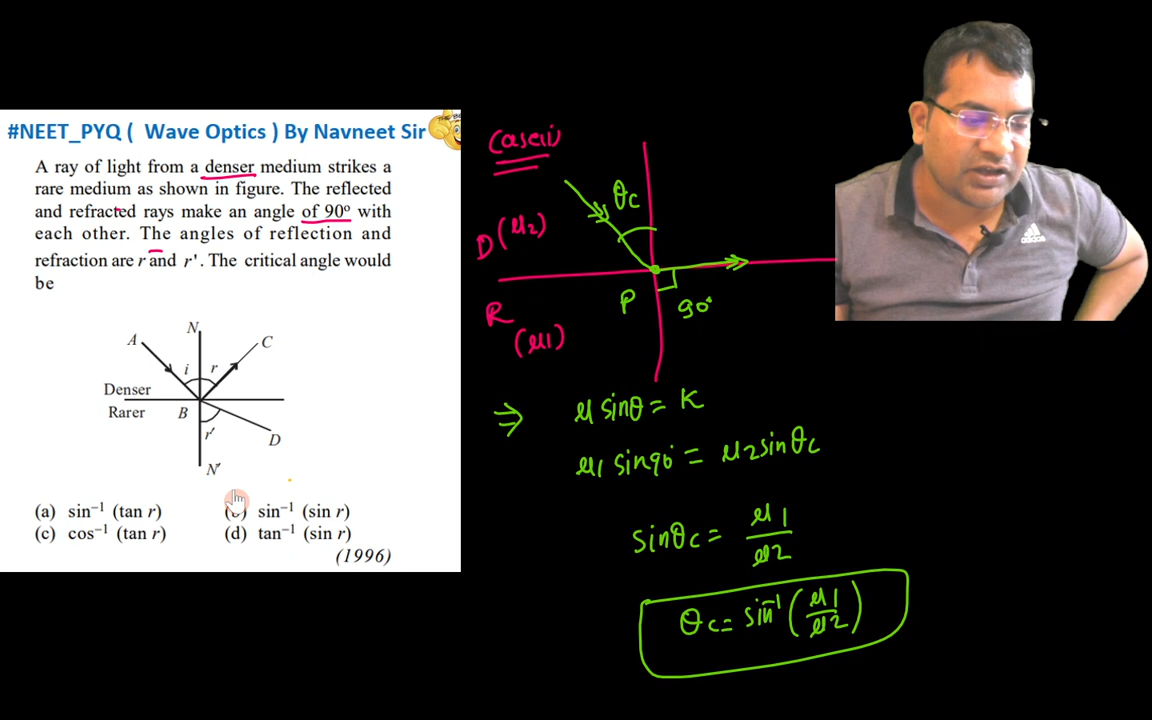 #NEET_PYQ ( Wave Optics ) By Navneet Sir
A ray of light from a denser medium strikes a
rare medium as shown in figure. The reflected
and refracted rays make an angle of 90° with
each other. The angles of reflection and
refraction are r and r'. The critical angle would
be
N
A
C
i
r
Denser
Rarer
B
r'
D
N'
(a) sin⁻¹ (tan r)
sin⁻¹ (sin r)
(c) cos⁻¹ (tan r)
(d) tan⁻¹ (sin r)
(1996)
θc
D(μ2)
P
90°
R
(μ1)
⇒ μ sinθ = K
μ1 sin90° = μ2 sinθc
sinθc = μ1/μ2
θc = sin⁻¹(μ1/μ2)
adidas